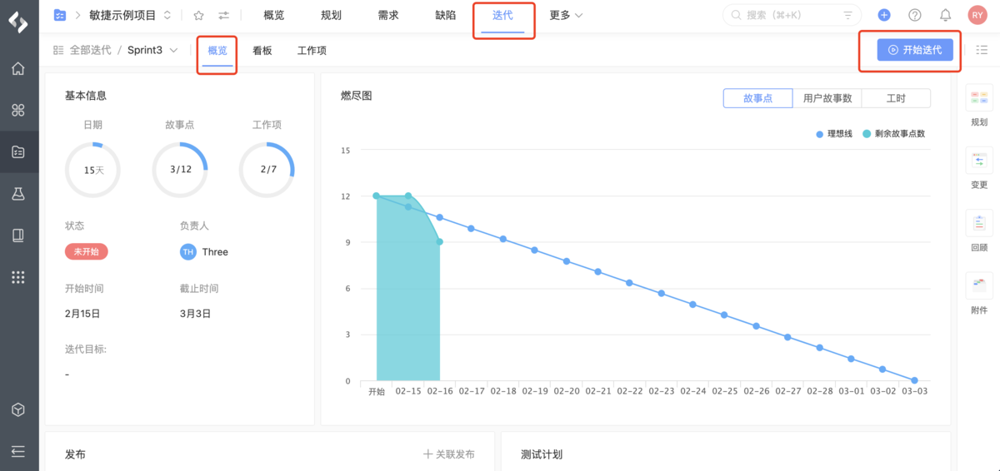 敏捷示例项目
概览
规划
需求
缺陷
迭代
更多
搜索（⌘+K）
RY
全部迭代 / Sprint3
概览
看板
工作项
开始迭代
基本信息
日期 故事点 工作项
15天 3/12 2/7
状态 负责人
未开始 TH Three
开始时间 截止时间
2月15日 3月3日
迭代目标:
-
燃尽图
故事点 用户故事数 工时
理想线 剩余故事点数
15
12
9
6
3
0
开始 02-15 02-16 02-17 02-18 02-19 02-20 02-21 02-22 02-23 02-24 02-25 02-26 02-27 02-28 03-01 03-02 03-03
规划
变更
回顾
附件
发布
关联发布
测试计划